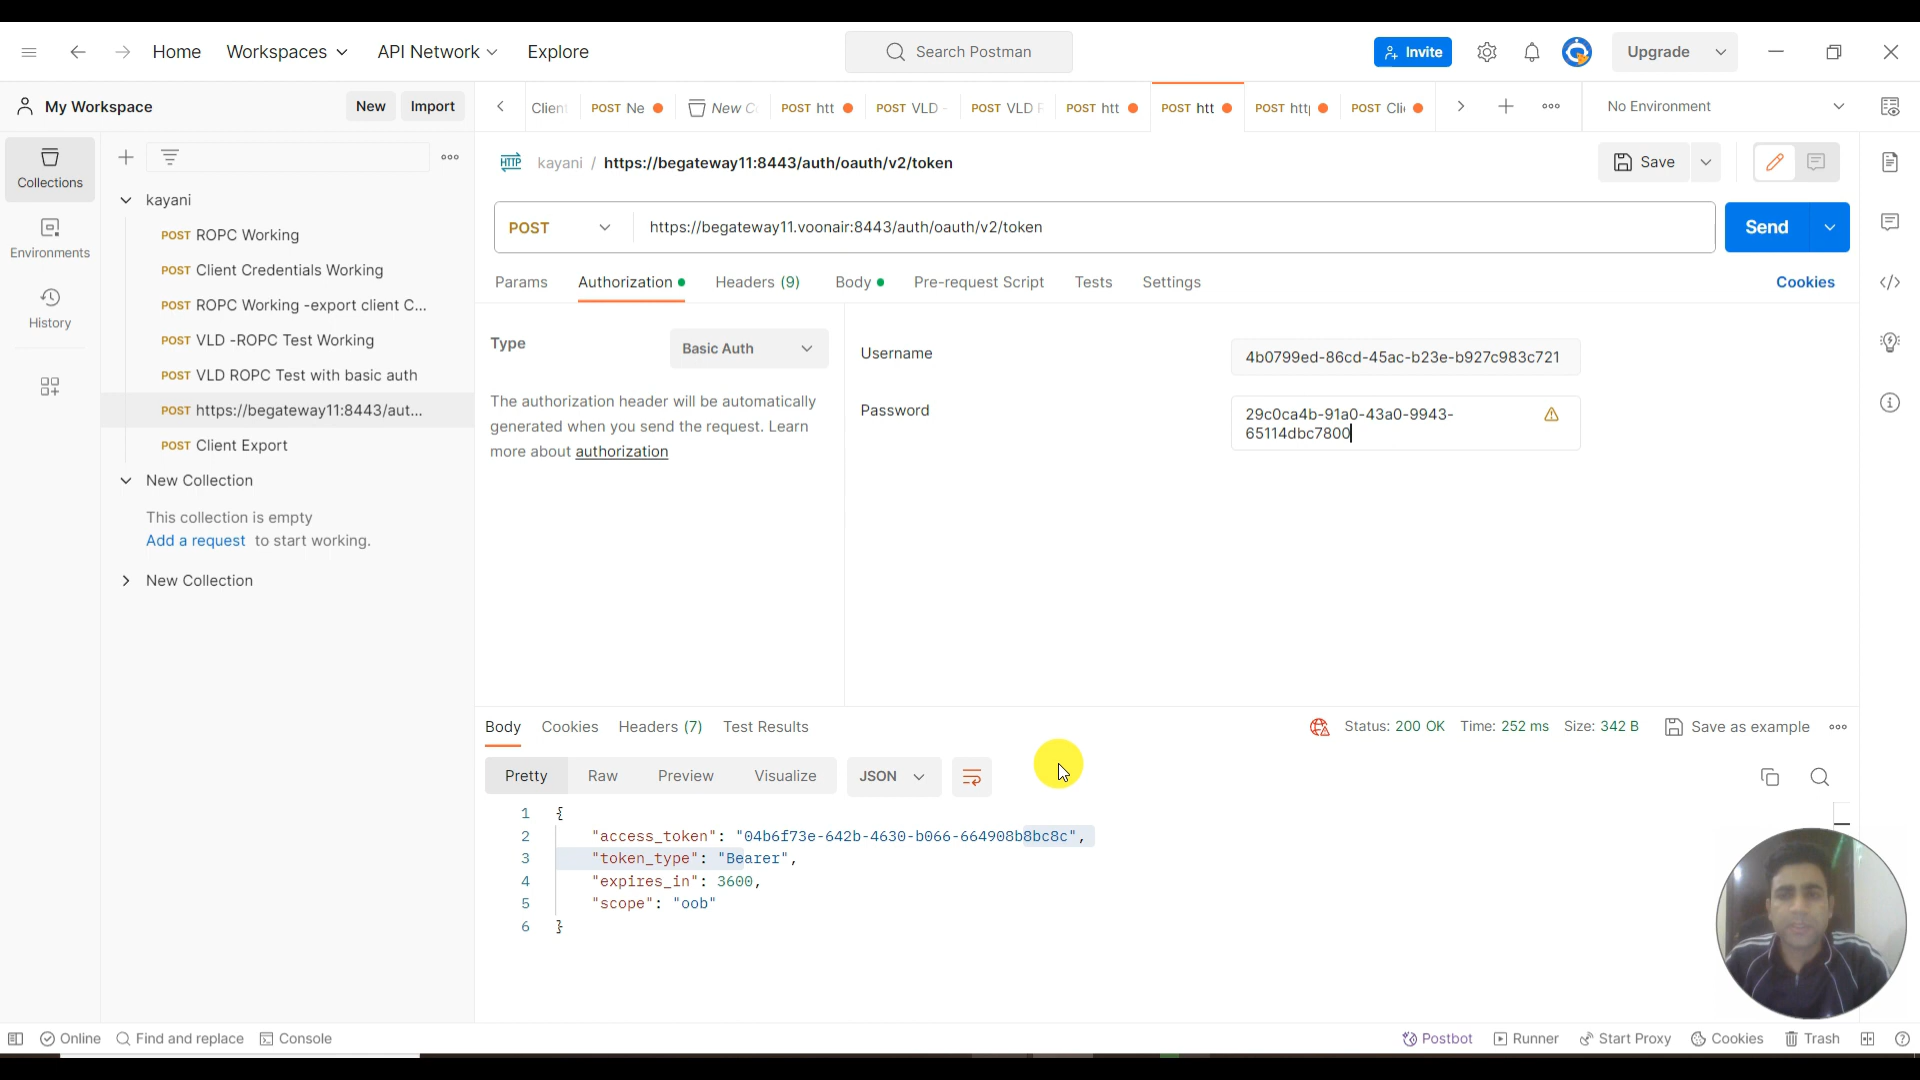 Home
Workspaces
API Network
Explore
Search Postman
Invite
Upgrade
My Workspace
New
Import
Client
POST Ne
New C
POST htt
POST VLD -
POST VLD
POST htt
POST htt
POST htt
POST Cli
No Environment
Collections
Environments
History
kayani
POST ROPC Working
POST Client Credentials Working
POST ROPC Working -export client C...
POST VLD -ROPC Test Working
POST VLD ROPC Test with basic auth
POST https://begateway11:8443/aut...
POST Client Export
New Collection
This collection is empty
Add a request to start working.
New Collection
HTTP kayani / https://begateway11:8443/auth/oauth/v2/token
Save
POST
https://begateway11.voonair:8443/auth/oauth/v2/token
Send
Params
Authorization
Headers (9)
Body
Pre-request Script
Tests
Settings
Cookies
Type
Basic Auth
The authorization header will be automatically
generated when you send the request. Learn
more about authorization
Username
4b0799ed-86cd-45ac-b23e-b927c983c721
Password
29c0ca4b-91a0-43a0-9943-
65114dbc7800
Body
Cookies
Headers (7)
Test Results
Status: 200 OK
Time: 252 ms
Size: 342 B
Save as example
Pretty
Raw
Preview
Visualize
JSON
1 {
2 "access_token": "04b6f73e-642b-4630-b066-664908b8bc8c",
3 "token_type": "Bearer",
4 "expires_in": 3600,
5 "scope": "oob"
6 }
Online
Find and replace
Console
Postbot
Runner
Start Proxy
Cookies
Trash